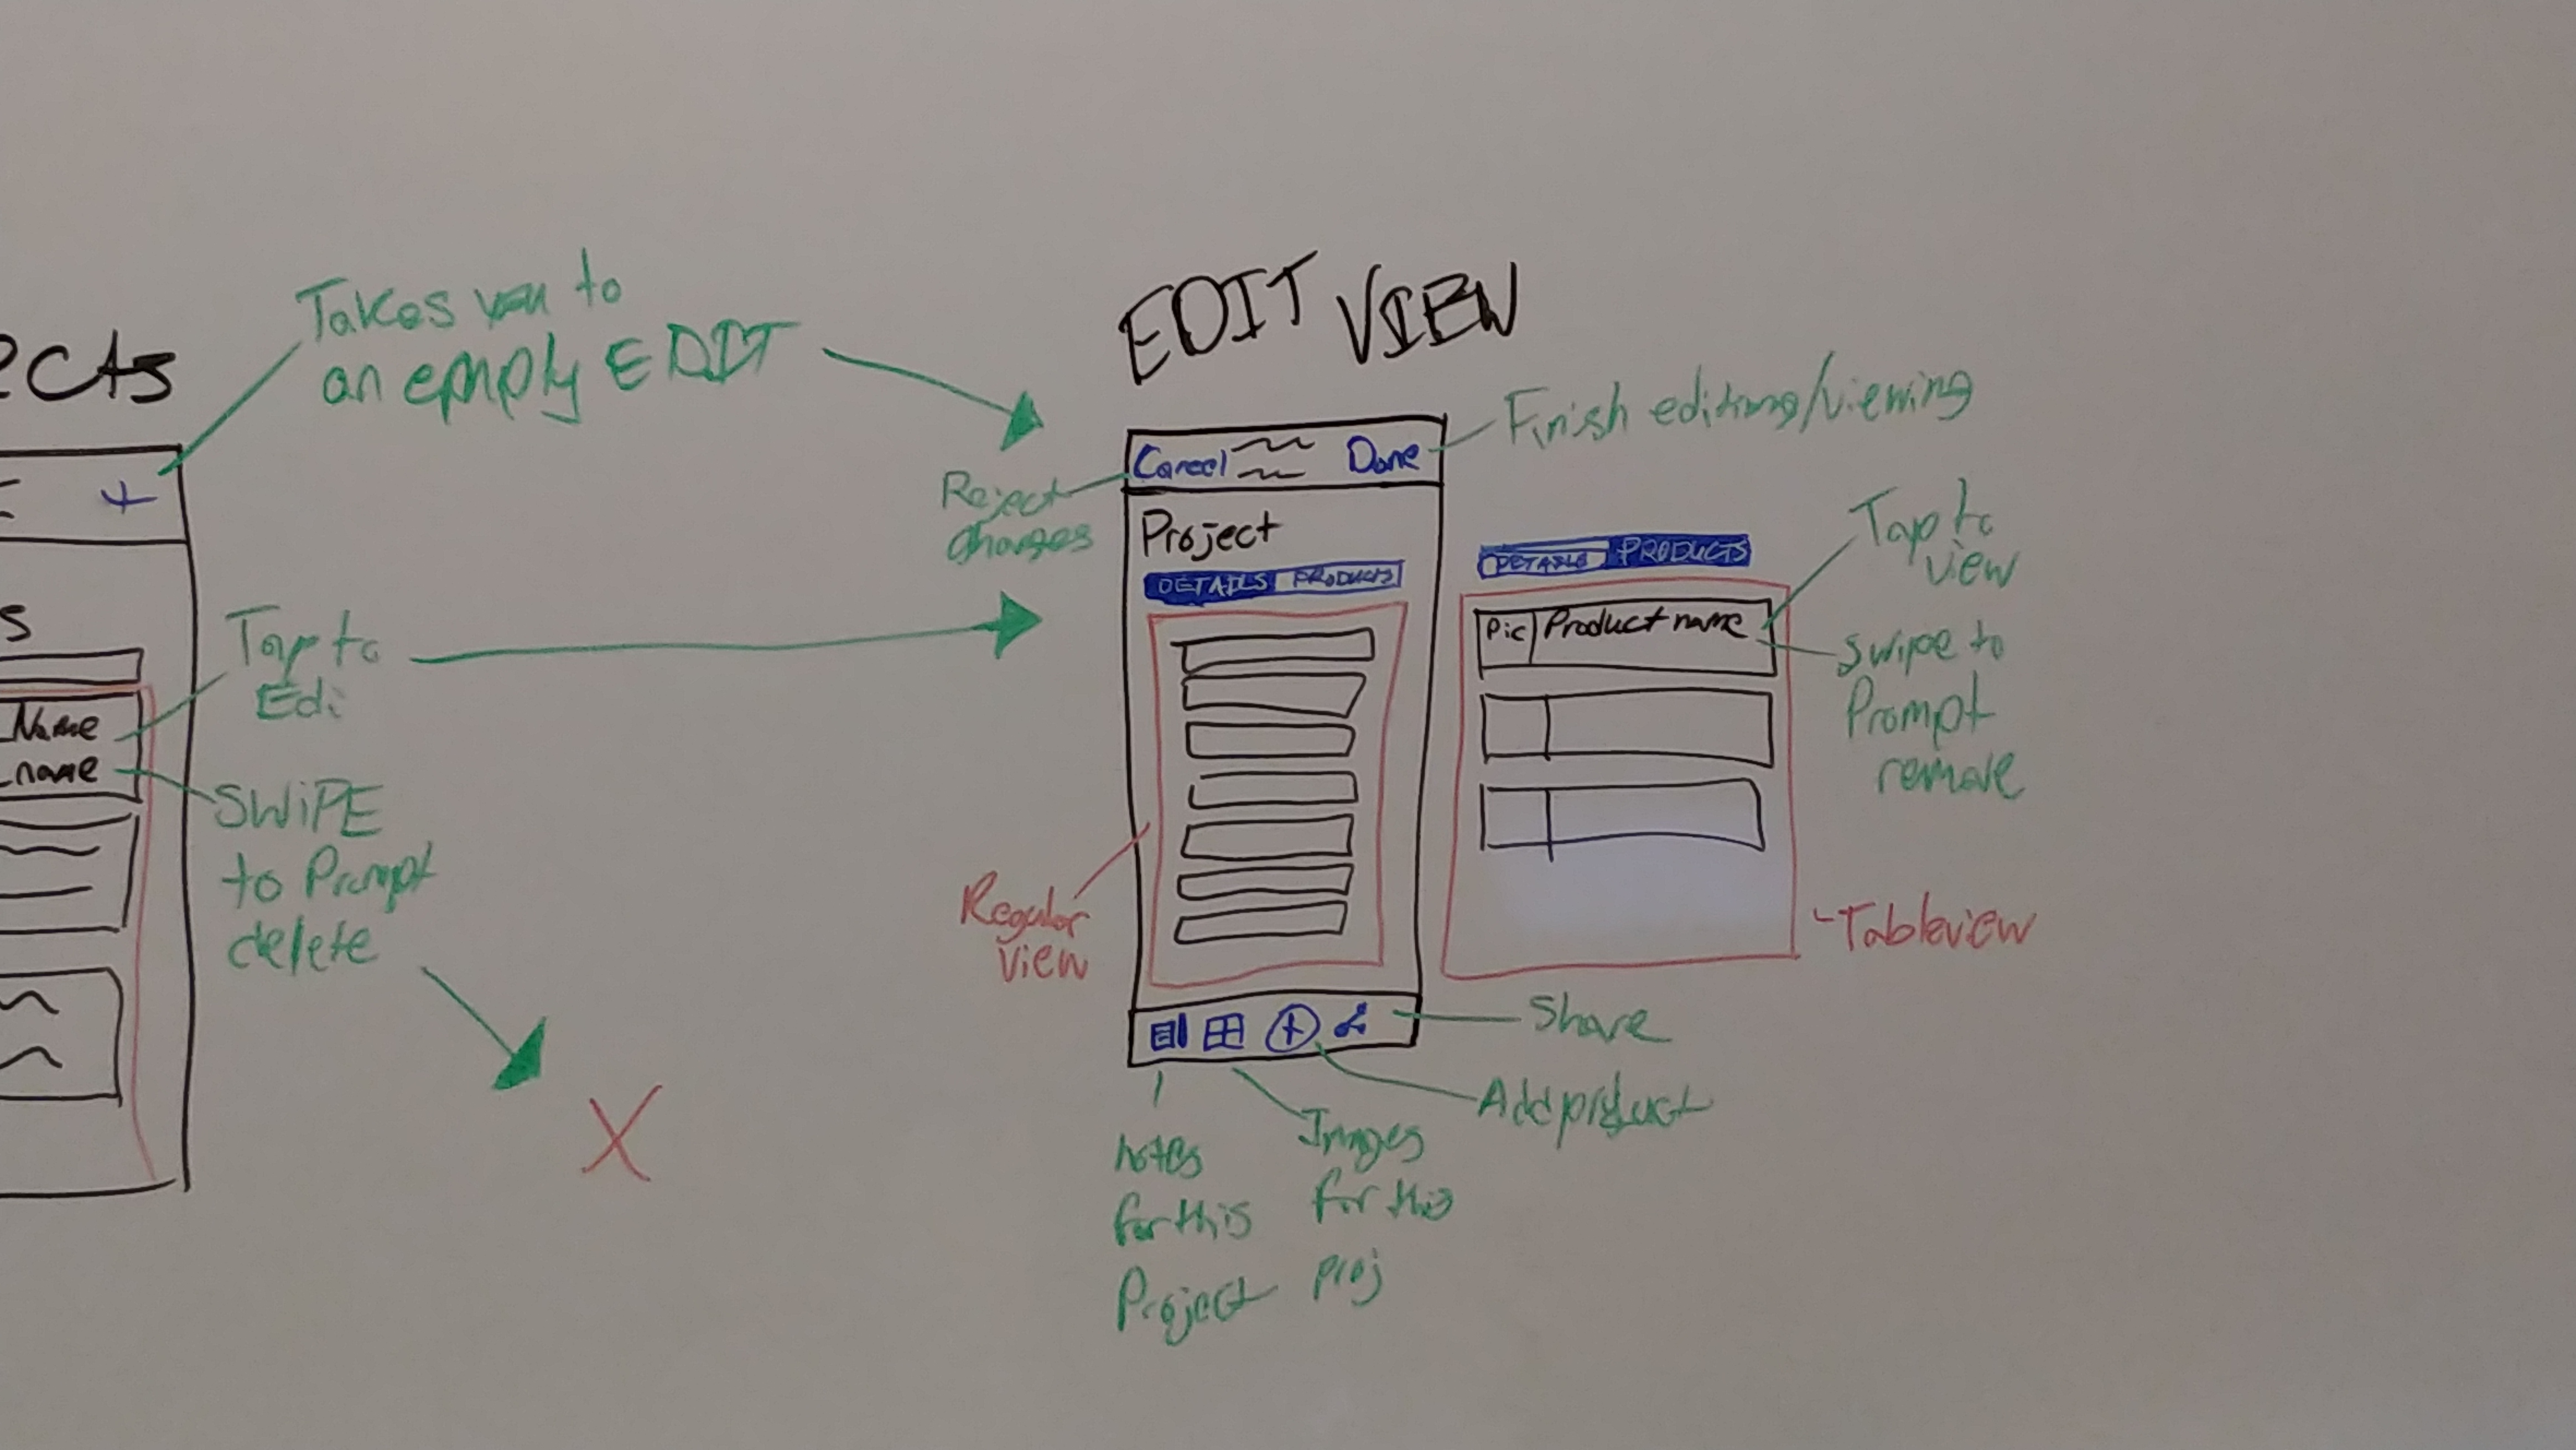 ects
+
s
Name
name
Takes you to
an empty EDIT
Tap to
Edi
SWiPE
to Prompt
delete
X
EDIT VIEW
Cancel
Done
Reject
changes
Finish editing/viewing
Project
DETAILS PRODUCTS
Regular
View
DETAILS PRODUCTS
Pic Product name
Tap to
view
Swipe to
Prompt
remove
-Tableview
Share
Add product
Images
for this
proj
notes
for this
Project